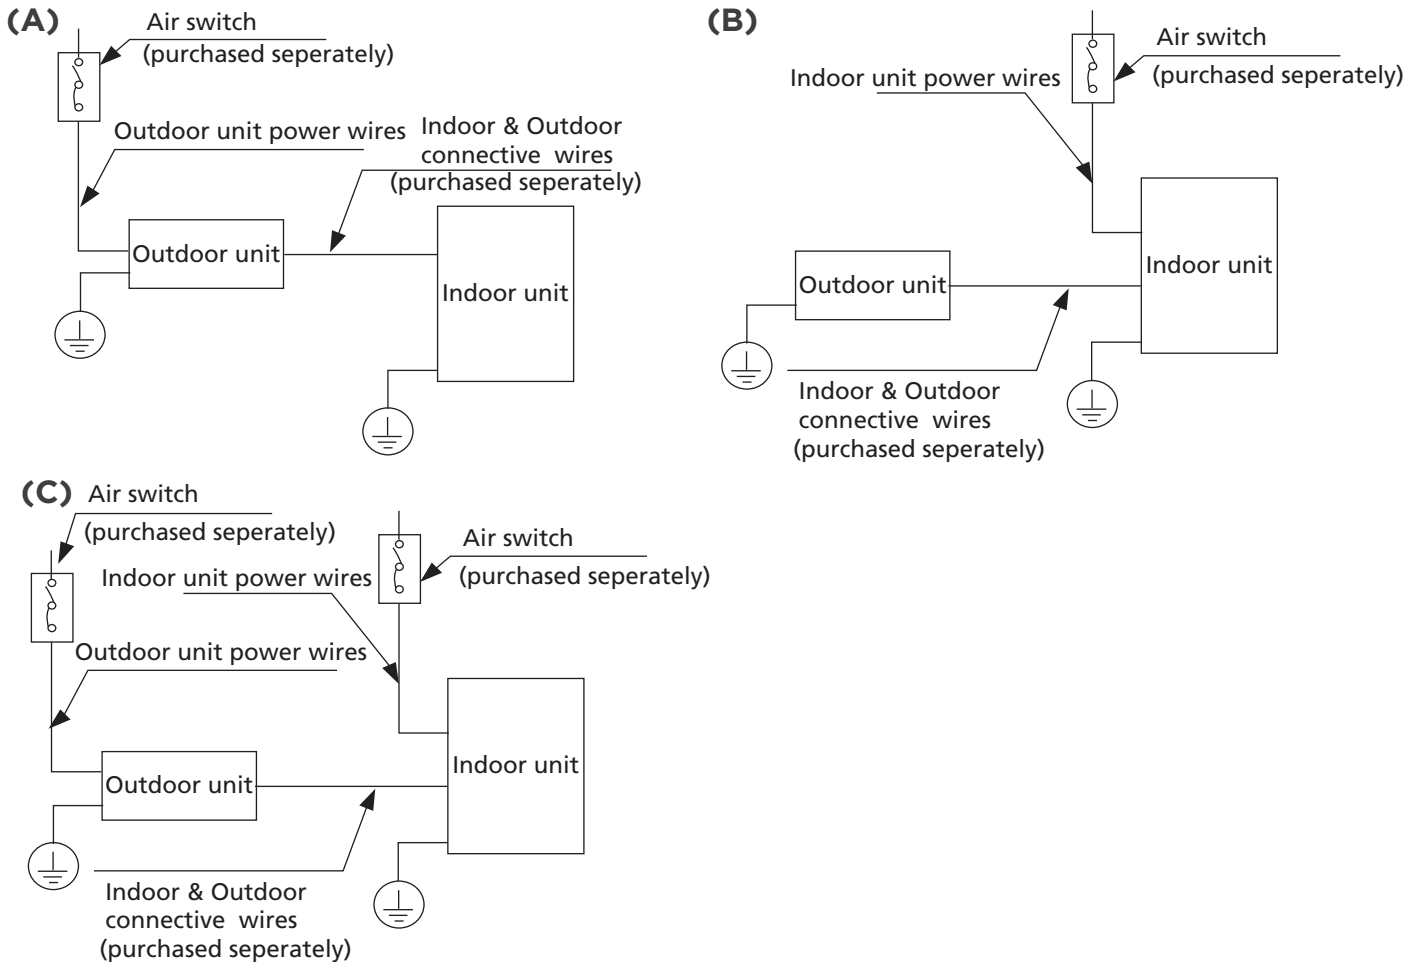 (A)
Air switch
(purchased seperately)
Outdoor unit power wires
Indoor & Outdoor
connective wires
(purchased seperately)
Outdoor unit
Indoor unit
(B)
Air switch
(purchased seperately)
Indoor unit power wires
Outdoor unit
Indoor unit
Indoor & Outdoor
connective wires
(purchased seperately)
(C)
Air switch
(purchased seperately)
Air switch
(purchased seperately)
Indoor unit power wires
Outdoor unit power wires
Outdoor unit
Indoor unit
Indoor & Outdoor
connective wires
(purchased seperately)